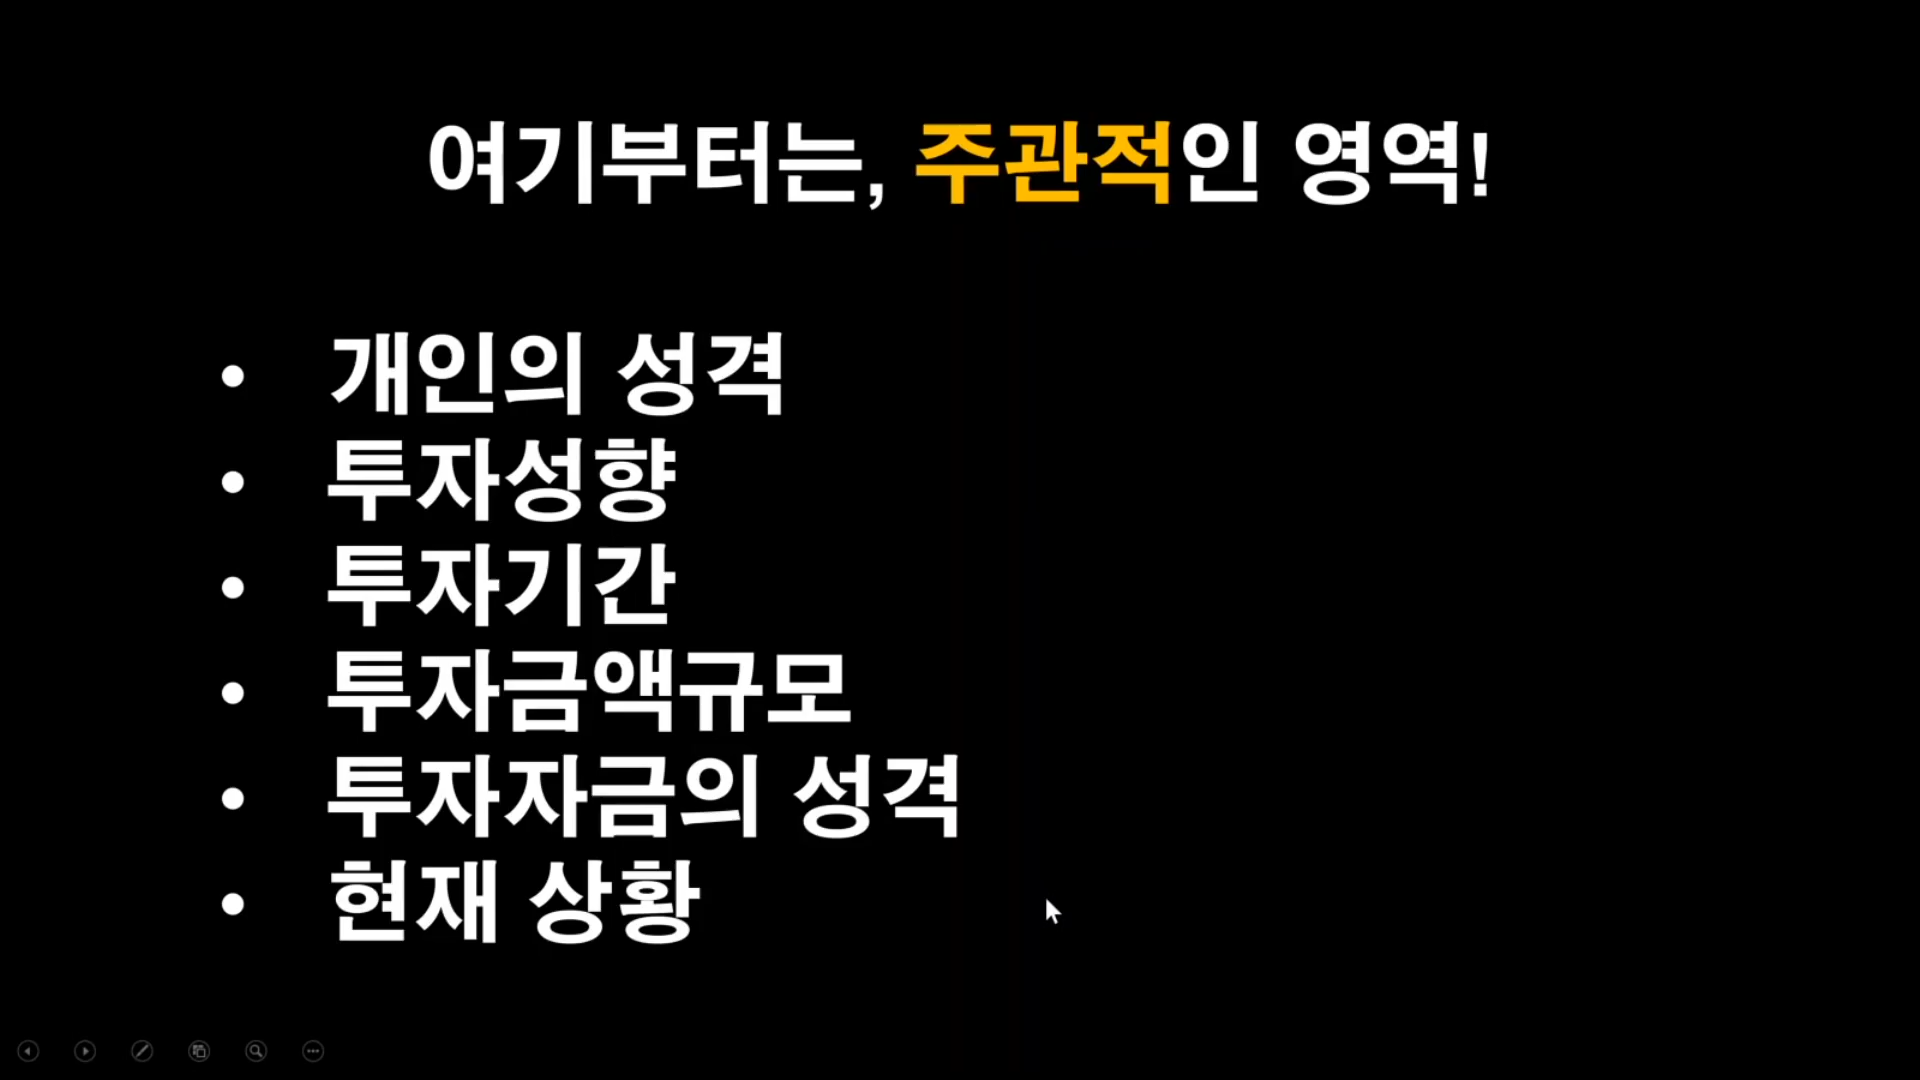 여기부터는, 주관적인 영역!
• 개인의 성격
• 투자성향
• 투자기간
• 투자금액규모
• 투자자금의 성격
• 현재 상황